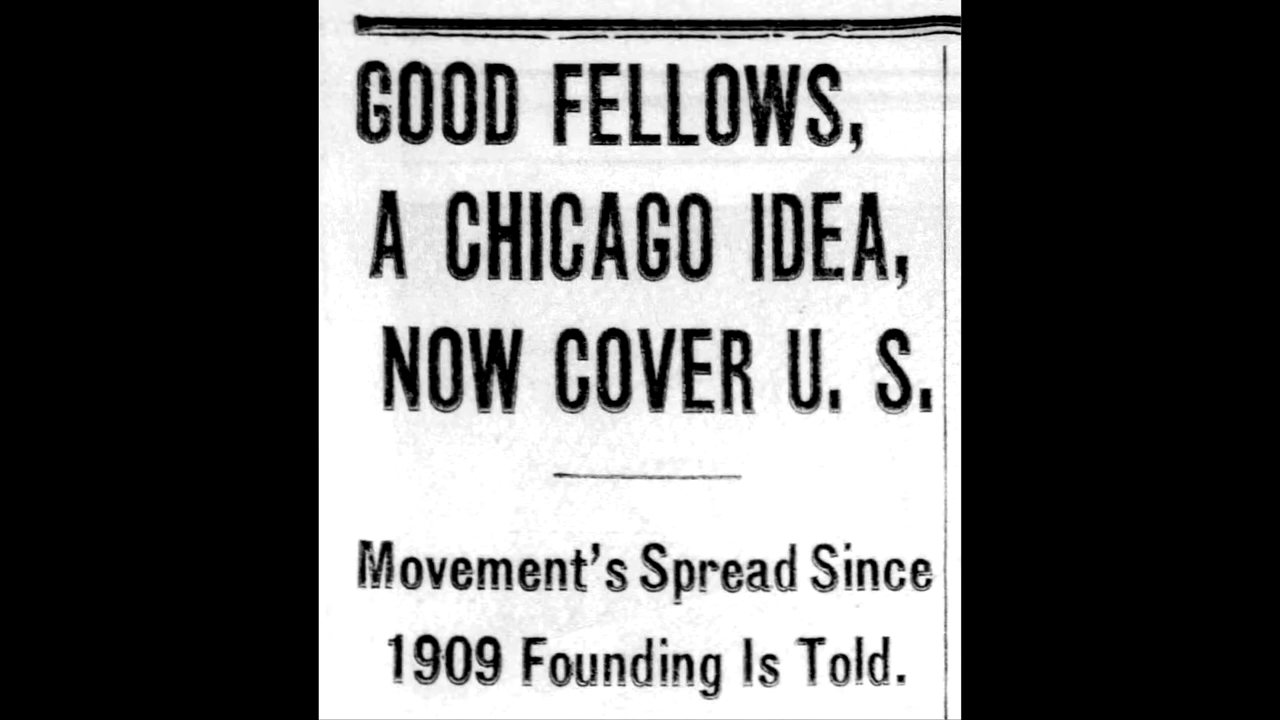 GOOD FELLOWS,
A CHICAGO IDEA,
NOW COVER U. S.
Movement's Spread Since
1909 Founding Is Told.